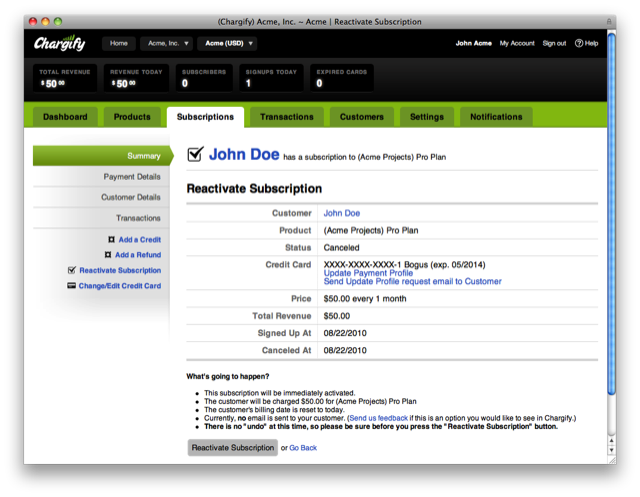 (Chargify) Acme, Inc. ~ Acme | Reactivate Subscription
Chargify Home Acme, Inc. ▼ Acme (USD) ▼ John Acme My Account Sign out ? Help
TOTAL REVENUE REVENUE TODAY SUBSCRIBERS SIGNUPS TODAY EXPIRED CARDS
$ 50 00 $ 50 00 0 1 0
Dashboard Products Subscriptions Transactions Customers Settings Notifications
Summary
Payment Details
Customer Details
Transactions
Add a Credit
Add a Refund
Reactivate Subscription
Change/Edit Credit Card
John Doe has a subscription to (Acme Projects) Pro Plan
Reactivate Subscription
Customer John Doe
Product (Acme Projects) Pro Plan
Status Canceled
Credit Card XXXX-XXXX-XXXX-1 Bogus (exp. 05/2014)
Update Payment Profile
Send Update Profile request email to Customer
Price $50.00 every 1 month
Total Revenue $50.00
Signed Up At 08/22/2010
Canceled At 08/22/2010
What's going to happen?
• This subscription will be immediately activated.
• The customer will be charged $50.00 for (Acme Projects) Pro Plan
• The customer's billing date is reset to today.
• Currently, no email is sent to your customer. (Send us feedback if this is an option you would like to see in Chargify.)
• There is no "undo" at this time, so please be sure before you press the "Reactivate Subscription" button.
Reactivate Subscription or Go Back